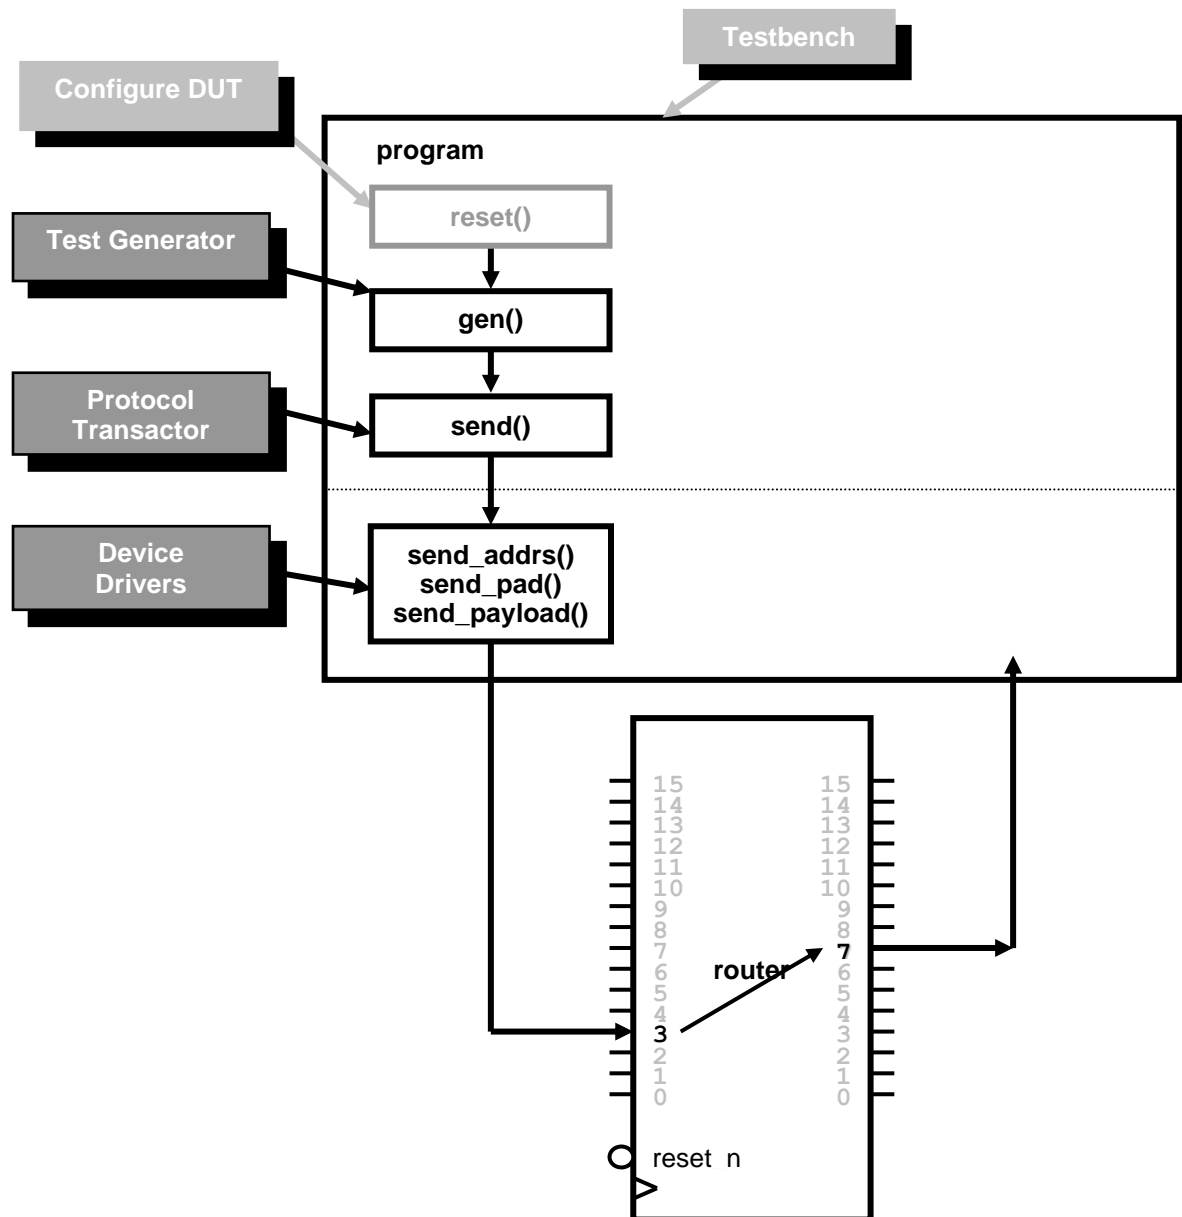 Testbench
Configure DUT
program
reset()
Test Generator
gen()
Protocol
Transactor
send()
Device
Drivers
send_addrs()
send_pad()
send_payload()
15 15
14 14
13 13
12 12
11 11
10 10
9 9
8 8
7 7
router
6 6
5 5
4 4
3 3
2 2
1 1
0 0
reset_n